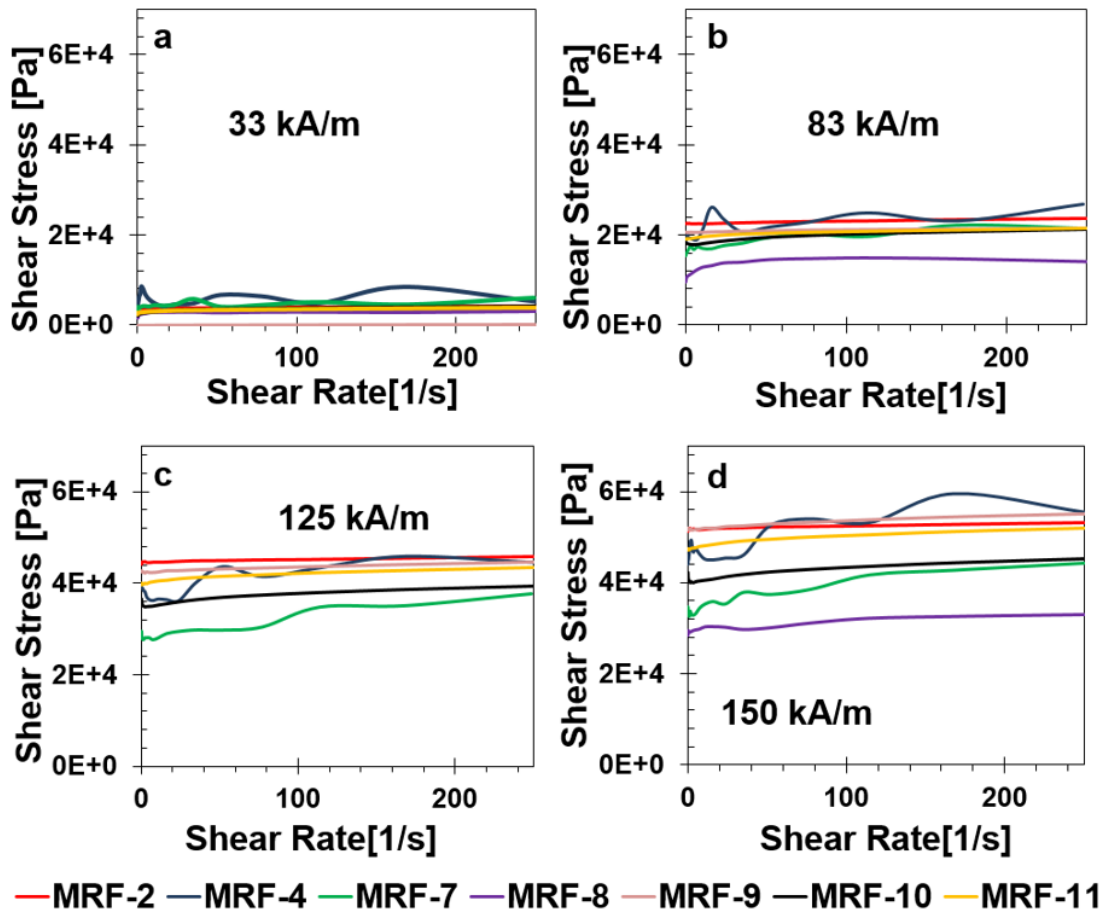 a
33 kA/m
Shear Stress [Pa]
6E+4
4E+4
2E+4
0E+0
0 100 200
Shear Rate[1/s]
b
83 kA/m
Shear Stress [Pa]
6E+4
4E+4
2E+4
0E+0
0 100 200
Shear Rate[1/s]
c
125 kA/m
Shear Stress [Pa]
6E+4
4E+4
2E+4
0E+0
0 100 200
Shear Rate[1/s]
d
150 kA/m
Shear Stress [Pa]
6E+4
4E+4
2E+4
0E+0
0 100 200
Shear Rate[1/s]
MRF-2 MRF-4 MRF-7 MRF-8 MRF-9 MRF-10 MRF-11